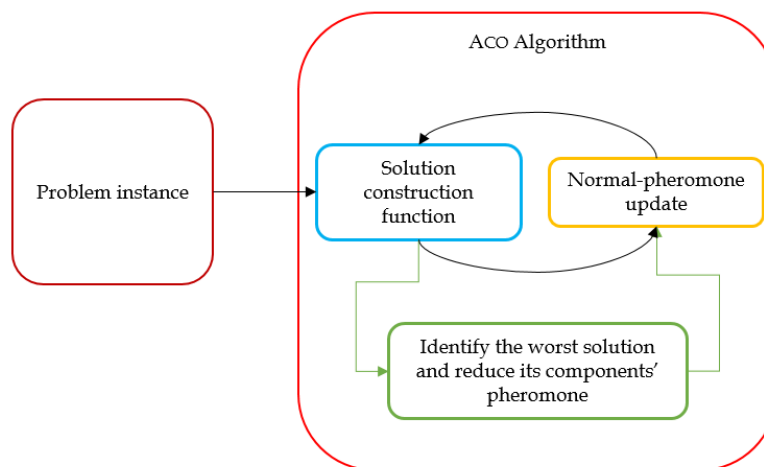 ACO Algorithm
Problem instance
Solution
construction
function
Normal-pheromone
update
Identify the worst solution
and reduce its components’
pheromone